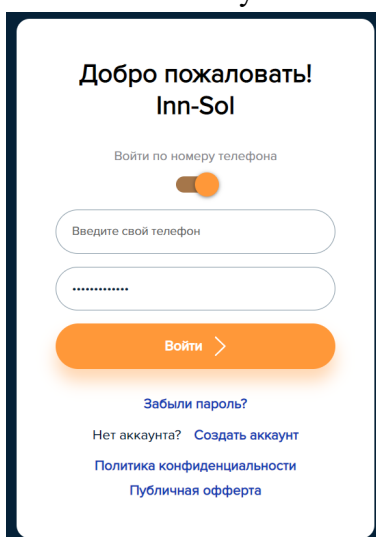 Добро пожаловать!
Inn-Sol
Войти по номеру телефона
Введите свой телефон
•••••••••••••
Войти
Забыли пароль?
Нет аккаунта? Создать аккаунт
Политика конфиденциальности
Публичная офферта